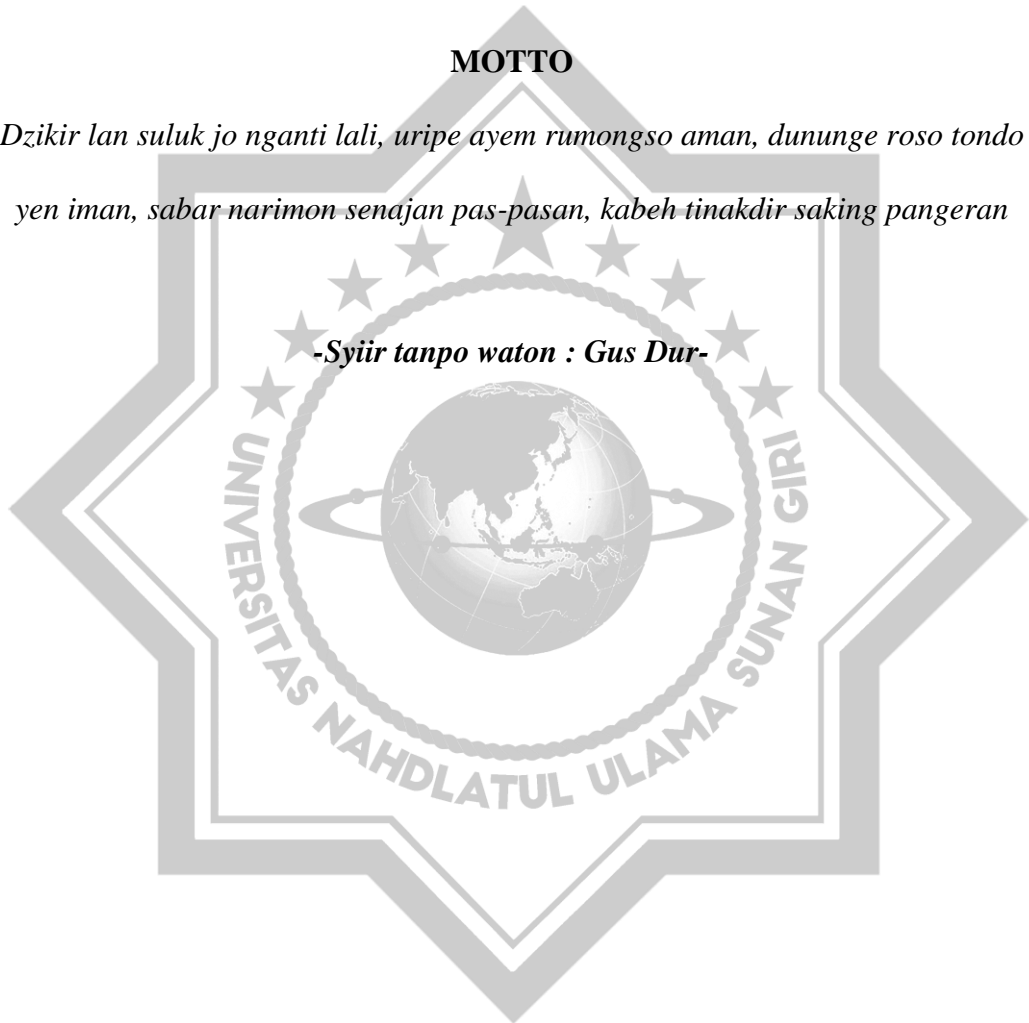 MOTTO
Dzikir lan suluk jo nganti lali, uripe ayem rumongso aman, dununge roso tondo
yen iman, sabar narimon senajan pas-pasan, kabeh tinakdir saking pangeran
-Syiir tanpo waton : Gus Dur-
UNIVERSITAS NAHDLATUL ULAMA SUNAN GIRI